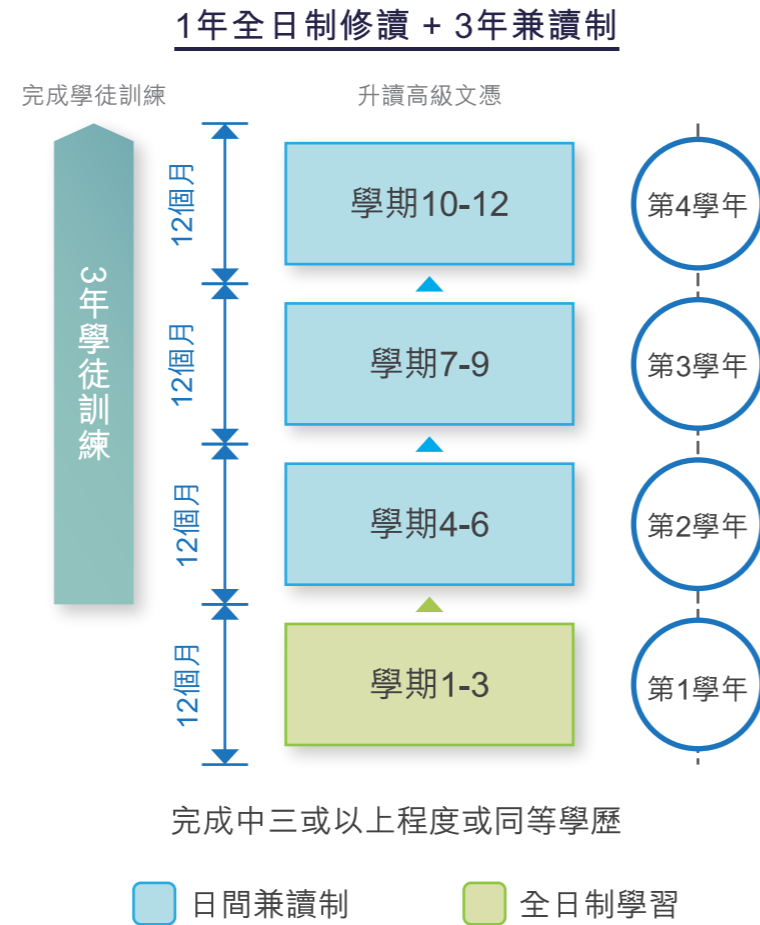 1年全日制修讀 + 3年兼讀制
完成學徒訓練
升讀高級文憑
3年學徒訓練
12個月
學期10-12
第4學年
12個月
學期7-9
第3學年
12個月
學期4-6
第2學年
12個月
學期1-3
第1學年
完成中三或以上程度或同等學歷
日間兼讀制
全日制學習